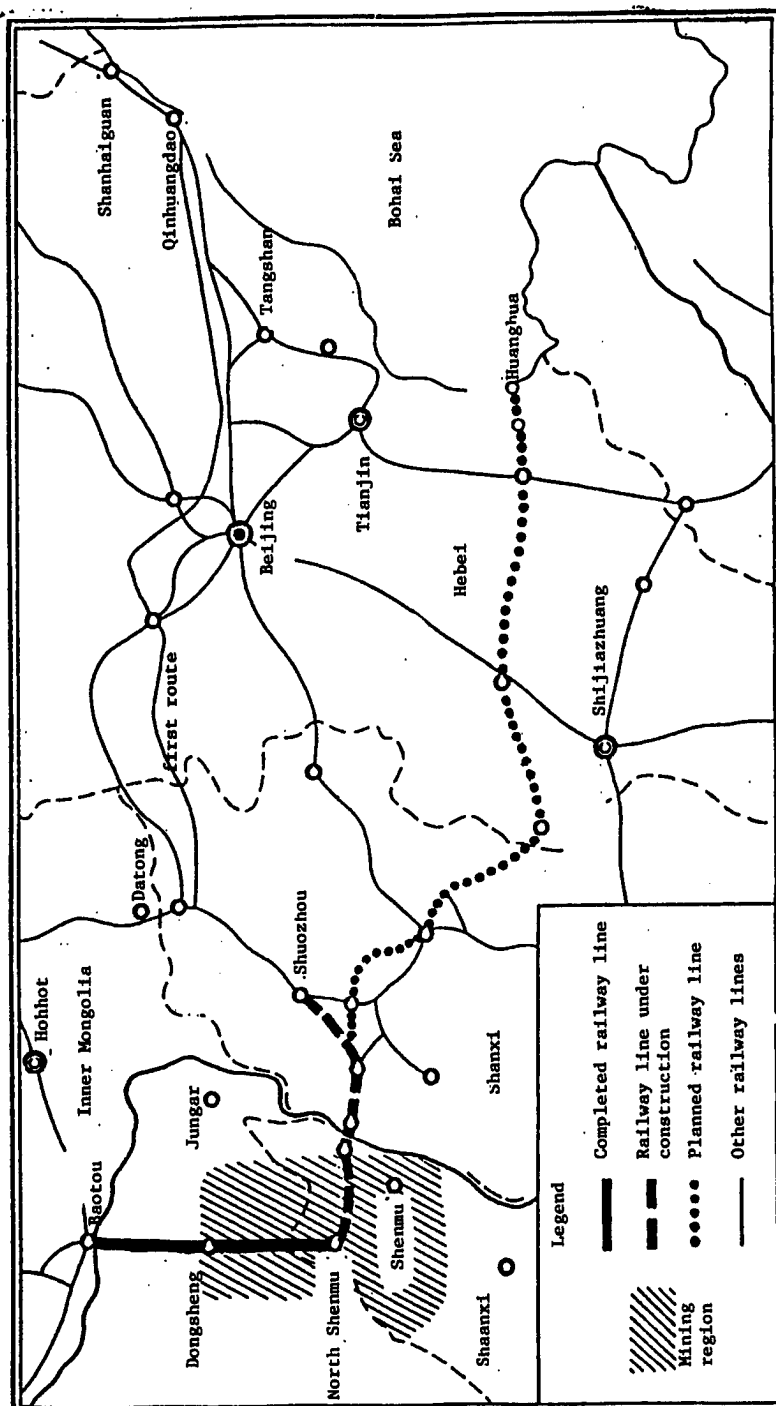 Hohhot
Inner Mongolia
Baotou
Jungar
Datong
first route
Shanhaiguan
Qinhuangdao
Tangshan
Beijing
Tianjin
Bohai Sea
Dongsheng
North Shenmu
Shenmu
Shaanxi
Shuozhou
Shanxi
Hebei
Huanghua
Shijiazhuang
Legend
Mining
region
Completed railway line
Railway line under
construction
Planned railway line
Other railway lines